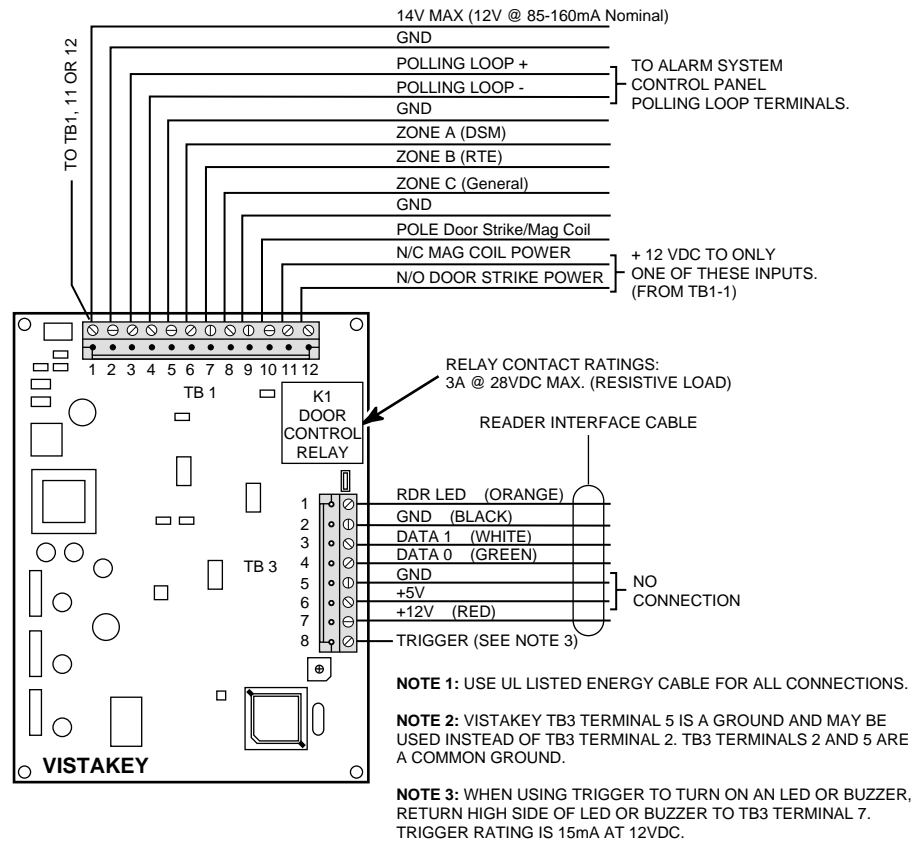 14V MAX (12V @ 85-160mA Nominal)
GND
POLLING LOOP +
POLLING LOOP -
TO ALARM SYSTEM
CONTROL PANEL
POLLING LOOP TERMINALS.
GND
ZONE A (DSM)
ZONE B (RTE)
ZONE C (General)
GND
POLE Door Strike/Mag Coil
N/C MAG COIL POWER
N/O DOOR STRIKE POWER
+ 12 VDC TO ONLY
ONE OF THESE INPUTS.
(FROM TB1-1)
TO TB1, 11 OR 12
1 2 3 4 5 6 7 8 9 10 11 12
TB 1
K1
DOOR
CONTROL
RELAY
RELAY CONTACT RATINGS:
3A @ 28VDC MAX. (RESISTIVE LOAD)
READER INTERFACE CABLE
1 RDR LED (ORANGE)
2 GND (BLACK)
3 DATA 1 (WHITE)
4 DATA 0 (GREEN)
5 GND
6 +5V
7 +12V (RED)
8 TRIGGER (SEE NOTE 3)
TB 3
NO
CONNECTION
VISTAKEY
NOTE 1: USE UL LISTED ENERGY CABLE FOR ALL CONNECTIONS.
NOTE 2: VISTAKEY TB3 TERMINAL 5 IS A GROUND AND MAY BE
USED INSTEAD OF TB3 TERMINAL 2. TB3 TERMINALS 2 AND 5 ARE
A COMMON GROUND.
NOTE 3: WHEN USING TRIGGER TO TURN ON AN LED OR BUZZER,
RETURN HIGH SIDE OF LED OR BUZZER TO TB3 TERMINAL 7.
TRIGGER RATING IS 15mA AT 12VDC.